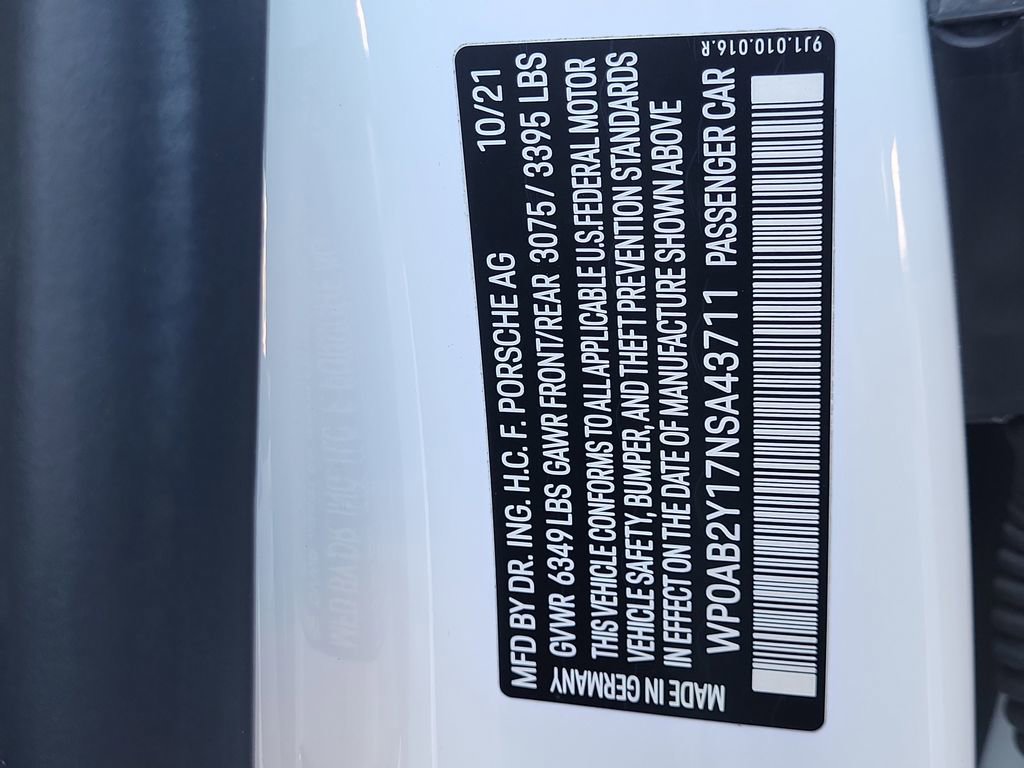 MFD BY DR. ING. H.C. F. PORSCHE AG 10/21
GVWR 6349 LBS GAWR FRONT/REAR 3075 / 3395 LBS
THIS VEHICLE CONFORMS TO ALL APPLICABLE U.S. FEDERAL MOTOR
VEHICLE SAFETY, BUMPER, AND THEFT PREVENTION STANDARDS
IN EFFECT ON THE DATE OF MANUFACTURE SHOWN ABOVE
WP0AB2Y17NSA43711 PASSENGER CAR
MADE IN GERMANY
9J1.010.016.R